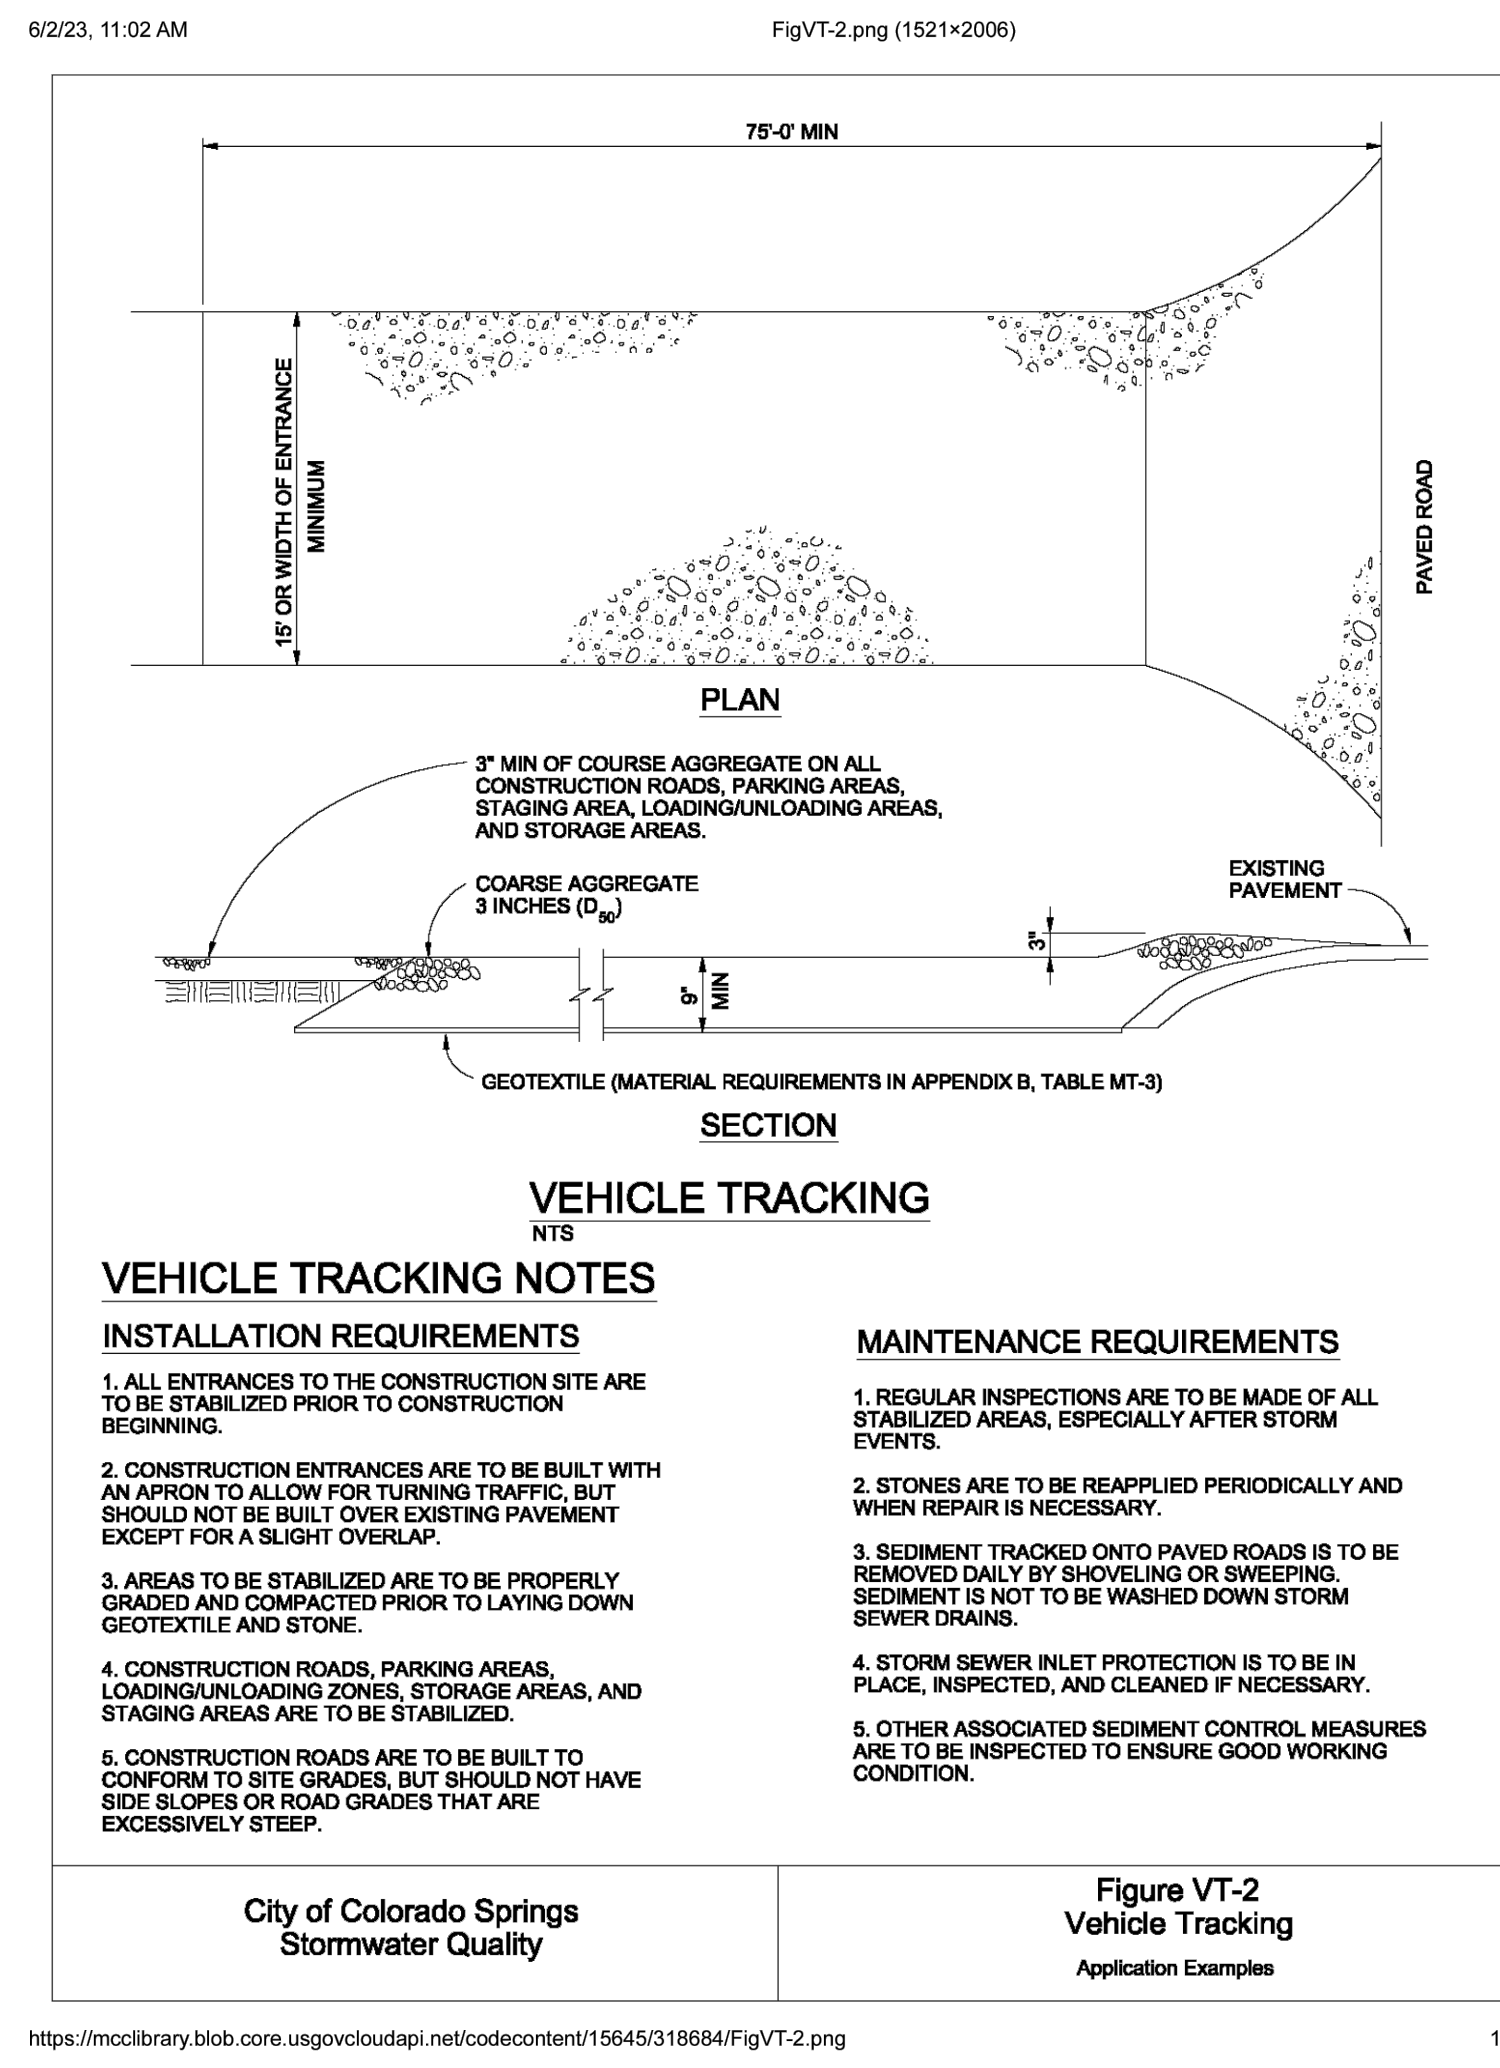 6/2/23, 11:02 AM
FigVT-2.png (1521×2006)
75'-0' MIN
15' OR WIDTH OF ENTRANCE
MINIMUM
PAVED ROAD
PLAN
3" MIN OF COURSE AGGREGATE ON ALL
CONSTRUCTION ROADS, PARKING AREAS,
STAGING AREA, LOADING/UNLOADING AREAS,
AND STORAGE AREAS.
COARSE AGGREGATE
3 INCHES (D50)
EXISTING
PAVEMENT
3"
9"
MIN
GEOTEXTILE (MATERIAL REQUIREMENTS IN APPENDIX B, TABLE MT-3)
SECTION
VEHICLE TRACKING
NTS
VEHICLE TRACKING NOTES
INSTALLATION REQUIREMENTS
1. ALL ENTRANCES TO THE CONSTRUCTION SITE ARE
TO BE STABILIZED PRIOR TO CONSTRUCTION
BEGINNING.
2. CONSTRUCTION ENTRANCES ARE TO BE BUILT WITH
AN APRON TO ALLOW FOR TURNING TRAFFIC, BUT
SHOULD NOT BE BUILT OVER EXISTING PAVEMENT
EXCEPT FOR A SLIGHT OVERLAP.
3. AREAS TO BE STABILIZED ARE TO BE PROPERLY
GRADED AND COMPACTED PRIOR TO LAYING DOWN
GEOTEXTILE AND STONE.
4. CONSTRUCTION ROADS, PARKING AREAS,
LOADING/UNLOADING ZONES, STORAGE AREAS, AND
STAGING AREAS ARE TO BE STABILIZED.
5. CONSTRUCTION ROADS ARE TO BE BUILT TO
CONFORM TO SITE GRADES, BUT SHOULD NOT HAVE
SIDE SLOPES OR ROAD GRADES THAT ARE
EXCESSIVELY STEEP.
MAINTENANCE REQUIREMENTS
1. REGULAR INSPECTIONS ARE TO BE MADE OF ALL
STABILIZED AREAS, ESPECIALLY AFTER STORM
EVENTS.
2. STONES ARE TO BE REAPPLIED PERIODICALLY AND
WHEN REPAIR IS NECESSARY.
3. SEDIMENT TRACKED ONTO PAVED ROADS IS TO BE
REMOVED DAILY BY SHOVELING OR SWEEPING.
SEDIMENT IS NOT TO BE WASHED DOWN STORM
SEWER DRAINS.
4. STORM SEWER INLET PROTECTION IS TO BE IN
PLACE, INSPECTED, AND CLEANED IF NECESSARY.
5. OTHER ASSOCIATED SEDIMENT CONTROL MEASURES
ARE TO BE INSPECTED TO ENSURE GOOD WORKING
CONDITION.
City of Colorado Springs
Stormwater Quality
Figure VT-2
Vehicle Tracking
Application Examples
https://mcclibrary.blob.core.usgovcloudapi.net/codecontent/15645/318684/FigVT-2.png
1